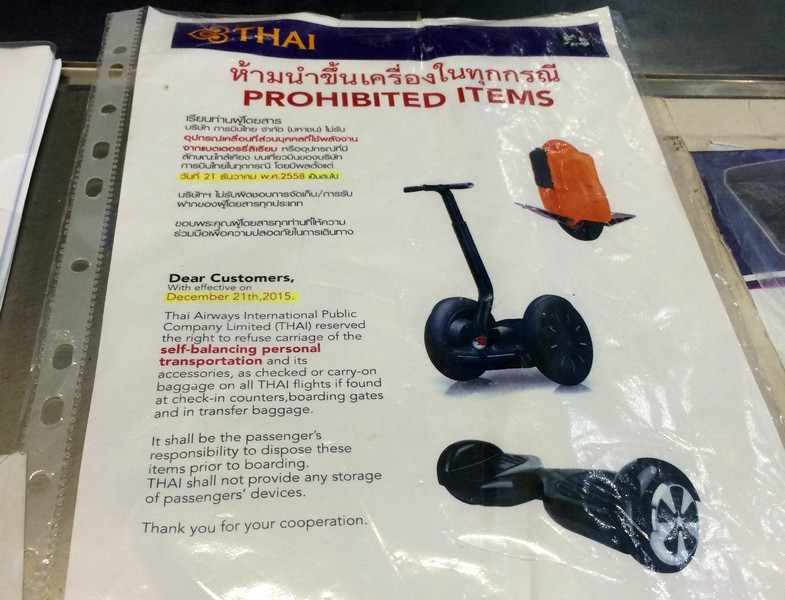 THAI
ห้ามนำขึ้นเครื่องในทุกกรณี
PROHIBITED ITEMS
เรียนท่านผู้โดยสาร
บริษัท การบินไทย จำกัด (มหาชน) ไม่รับ
อุปกรณ์เคลื่อนที่ส่วนบุคคลที่ใช้พลังงาน
จากแบตเตอร์รี่ลิเธียม หรืออุปกรณ์ที่มี
ลักษณะใกล้เคียง บนเที่ยวบินของบริษัท
การบินไทยในทุกกรณี โดยมีผลตั้งแต่
วันที่ 21 ธันวาคม พ.ศ.2558 เป็นต้นไป
บริษัทฯ ไม่รับผิดชอบการจัดเก็บ/การรับ
ฝากของผู้โดยสารทุกประเภท
ขอบพระคุณผู้โดยสารทุกท่านที่ให้ความ
ร่วมมือเพื่อความปลอดภัยในการเดินทาง
Dear Customers,
With effective on
December 21th,2015.
Thai Airways International Public
Company Limited (THAI) reserved
the right to refuse carriage of the
self-balancing personal
transportation and its
accessories, as checked or carry-on
baggage on all THAI flights if found
at check-in counters,boarding gates
and in transfer baggage.
It shall be the passenger's
responsibility to dispose these
items prior to boarding.
THAI shall not provide any storage
of passengers' devices.
Thank you for your cooperation.